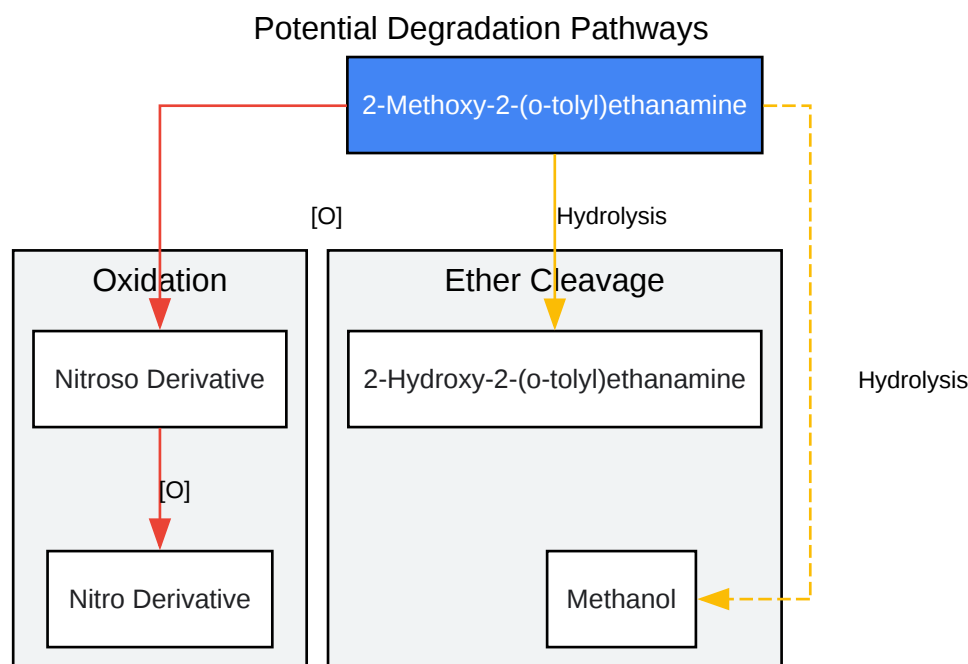 Potential Degradation Pathways
2-Methoxy-2-(o-tolyl)ethanamine
[O]
Hydrolysis
Oxidation
Ether Cleavage
Nitroso Derivative
2-Hydroxy-2-(o-tolyl)ethanamine
Hydrolysis
[O]
Nitro Derivative
Methanol